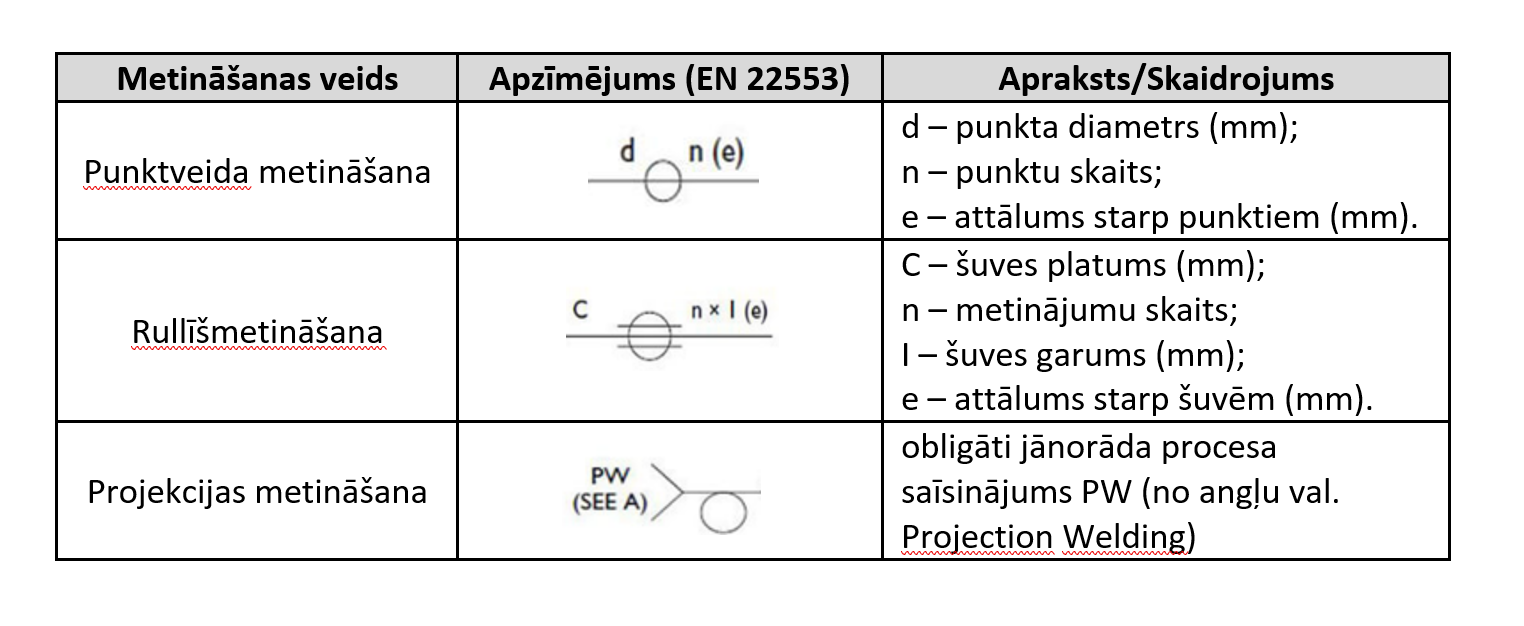 Metināšanas veids
Apzīmējums (EN 22553)
Apraksts/Skaidrojums
Punktveida metināšana
d n (e)
d – punkta diametrs (mm);
n – punktu skaits;
e – attālums starp punktiem (mm).
Rullīšmetināšana
C n × l (e)
C – šuves platums (mm);
n – metinājumu skaits;
l – šuves garums (mm);
e – attālums starp šuvēm (mm).
Projekcijas metināšana
PW
(SEE A)
obligāti jānorāda procesa
saīsinājums PW (no angļu val.
Projection Welding)